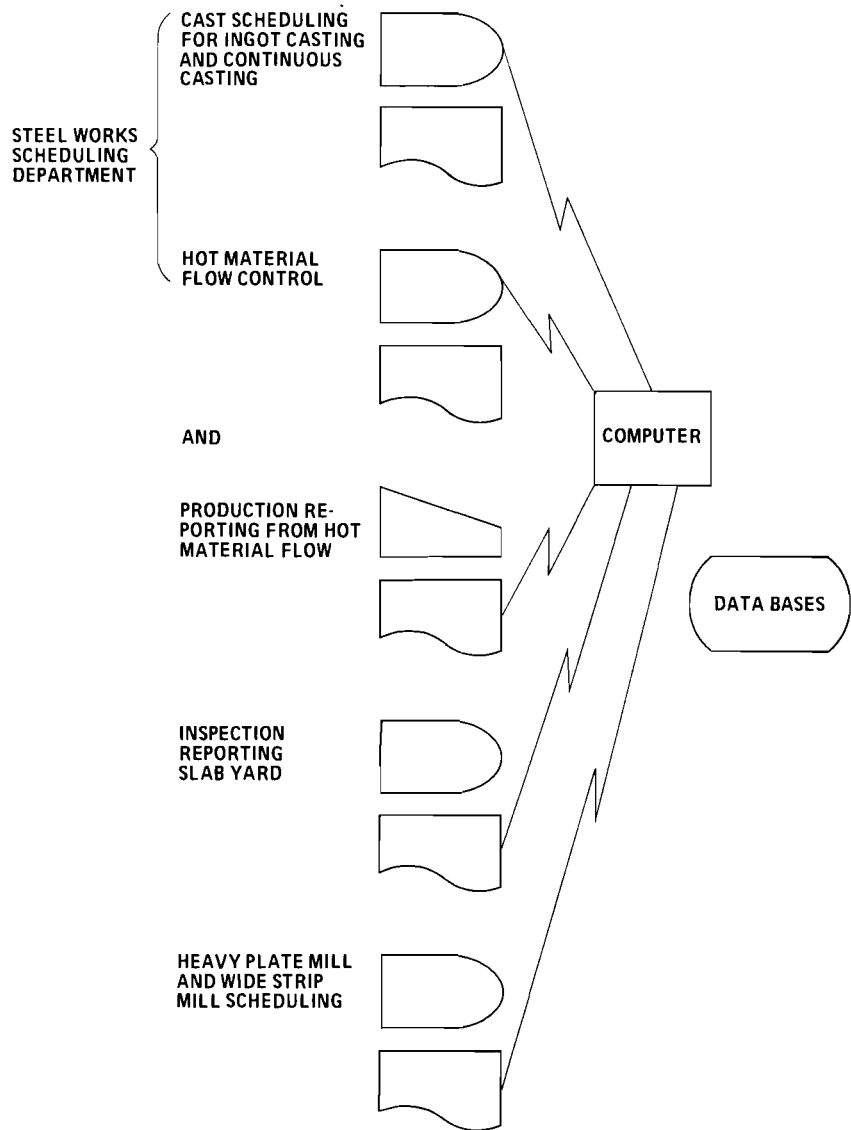 CAST SCHEDULING
FOR INGOT CASTING
AND CONTINUOUS
CASTING
STEEL WORKS
SCHEDULING
DEPARTMENT
HOT MATERIAL
FLOW CONTROL
COMPUTER
AND
PRODUCTION RE-
PORTING FROM HOT
MATERIAL FLOW
DATA BASES
INSPECTION
REPORTING
SLAB YARD
HEAVY PLATE MILL
AND WIDE STRIP
MILL SCHEDULING